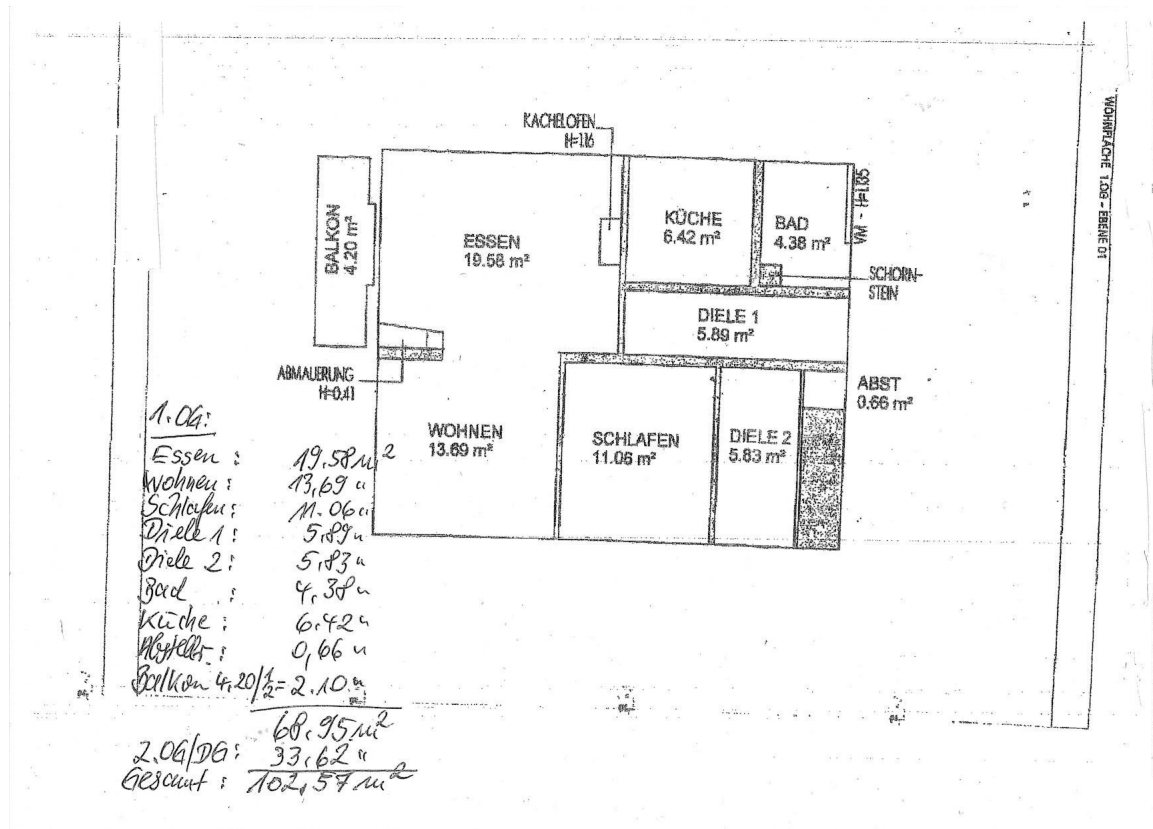 WOHNFLÄCHE 1.OG - EBENE 01
KACHELOFEN
H=1.16
BALKON
4.20 m²
ESSEN
19.58 m²
KÜCHE
6.42 m²
BAD
4.38 m²
VM - H=1.135
SCHORN-
STEIN
DIELE 1
5.89 m²
ABMAUERUNG
H=0.41
ABST
0.66 m²
WOHNEN
13.69 m²
SCHLAFEN
11.06 m²
DIELE 2
5.83 m²
1.OG:
Essen : 19,58 m²
Wohnen : 13,69 "
Schlafen : 11.06 "
Diele 1 : 5,89 "
Diele 2 : 5,83 "
Bad : 4,38 "
Küche : 6,42 "
Abstellr. : 0,66 "
Balkon 4,20/½ = 2.10 "
68,95 m²
2.OG/DG: 33,62 "
Gesamt : 102,57 m²